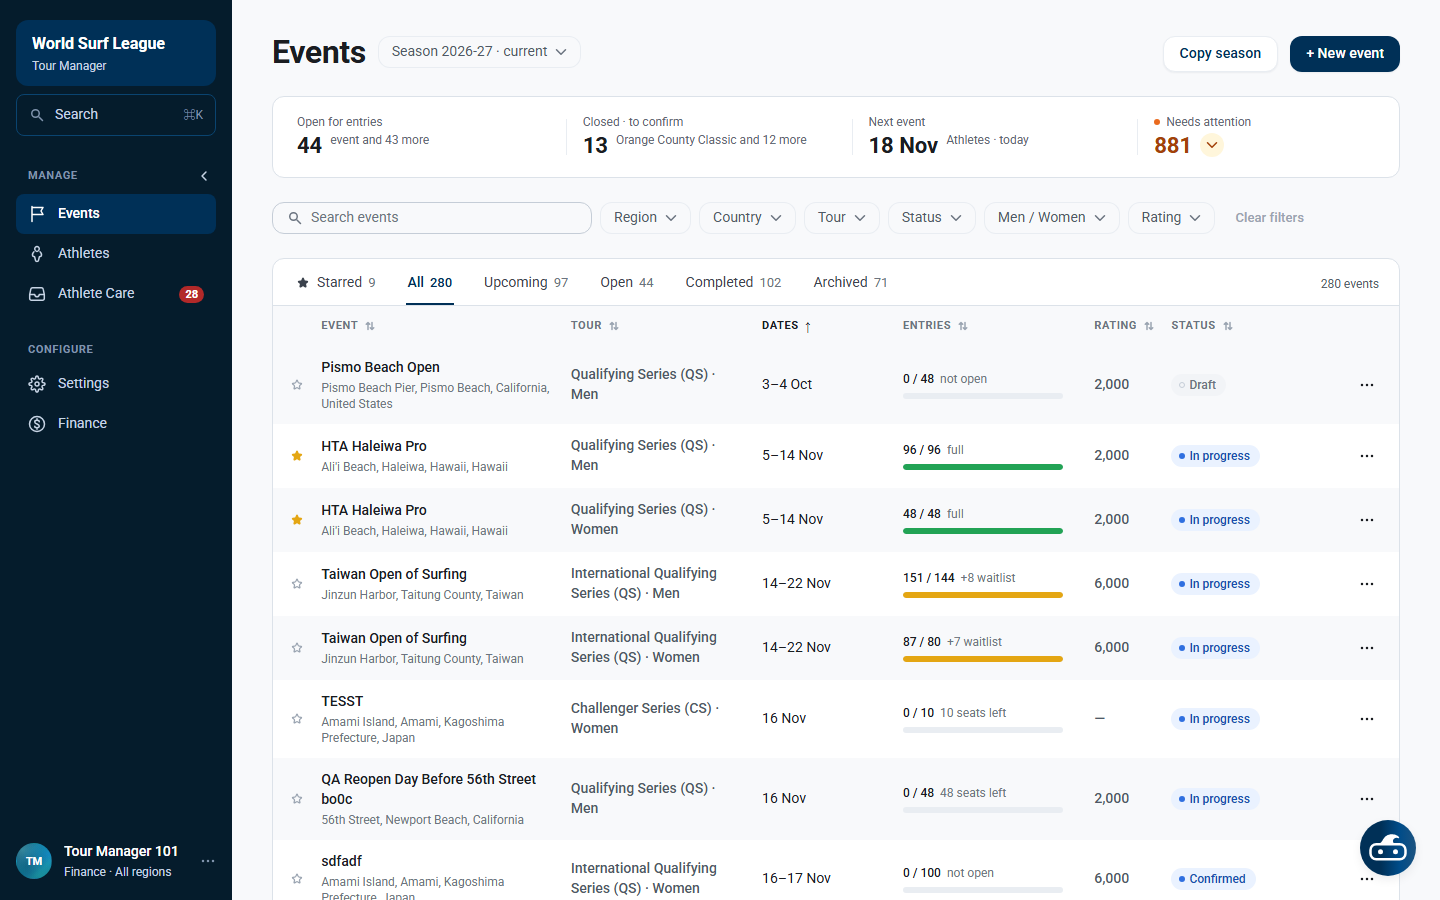 World Surf League
Tour Manager
Search ⌘K
MANAGE
Events
Athletes
Athlete Care 28
CONFIGURE
Settings
Finance
TM
Tour Manager 101
Finance · All regions
Events
Season 2026-27 · current
Copy season
+ New event
Open for entries
44 event and 43 more
Closed · to confirm
13 Orange County Classic and 12 more
Next event
18 Nov Athletes · today
Needs attention
881
Search events
Region
Country
Tour
Status
Men / Women
Rating
Clear filters
Starred 9
All 280
Upcoming 97
Open 44
Completed 102
Archived 71
280 events
EVENT TOUR DATES ↑ ENTRIES RATING STATUS
Pismo Beach Open
Pismo Beach Pier, Pismo Beach, California,
United States
Qualifying Series (QS) ·
Men
3–4 Oct
0 / 48 not open
2,000
Draft
HTA Haleiwa Pro
Ali'i Beach, Haleiwa, Hawaii, Hawaii
Qualifying Series (QS) ·
Men
5–14 Nov
96 / 96 full
2,000
In progress
HTA Haleiwa Pro
Ali'i Beach, Haleiwa, Hawaii, Hawaii
Qualifying Series (QS) ·
Women
5–14 Nov
48 / 48 full
2,000
In progress
Taiwan Open of Surfing
Jinzun Harbor, Taitung County, Taiwan
International Qualifying
Series (QS) · Men
14–22 Nov
151 / 144 +8 waitlist
6,000
In progress
Taiwan Open of Surfing
Jinzun Harbor, Taitung County, Taiwan
International Qualifying
Series (QS) · Women
14–22 Nov
87 / 80 +7 waitlist
6,000
In progress
TESST
Amami Island, Amami, Kagoshima
Prefecture, Japan
Challenger Series (CS) ·
Women
16 Nov
0 / 10 10 seats left
—
In progress
QA Reopen Day Before 56th Street
bo0c
56th Street, Newport Beach, California
Qualifying Series (QS) ·
Men
16 Nov
0 / 48 48 seats left
2,000
In progress
sdfadf
Amami Island, Amami, Kagoshima
Prefecture, Japan
International Qualifying
Series (QS) · Women
16–17 Nov
0 / 100 not open
6,000
Confirmed